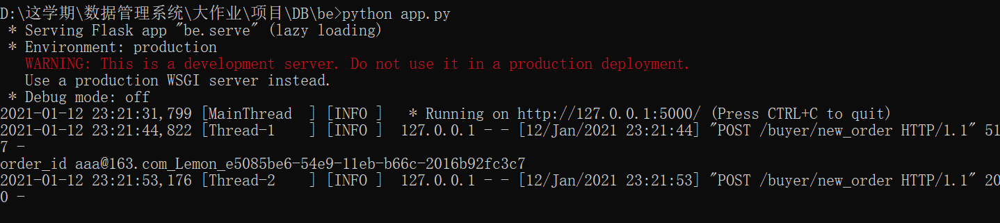 D:\这学期\数据管理系统\大作业\项目\DB\be>python app.py
 * Serving Flask app "be.serve" (lazy loading)
 * Environment: production
   WARNING: This is a development server. Do not use it in a production deployment.
   Use a production WSGI server instead.
 * Debug mode: off
2021-01-12 23:21:31,799 [MainThread  ] [INFO ]   * Running on http://127.0.0.1:5000/ (Press CTRL+C to quit)
2021-01-12 23:21:44,822 [Thread-1    ] [INFO ]  127.0.0.1 - - [12/Jan/2021 23:21:44] "POST /buyer/new_order HTTP/1.1" 51
7 -
order_id aaa@163.com_Lemon_e5085be6-54e9-11eb-b66c-2016b92fc3c7
2021-01-12 23:21:53,176 [Thread-2    ] [INFO ]  127.0.0.1 - - [12/Jan/2021 23:21:53] "POST /buyer/new_order HTTP/1.1" 20
0 -